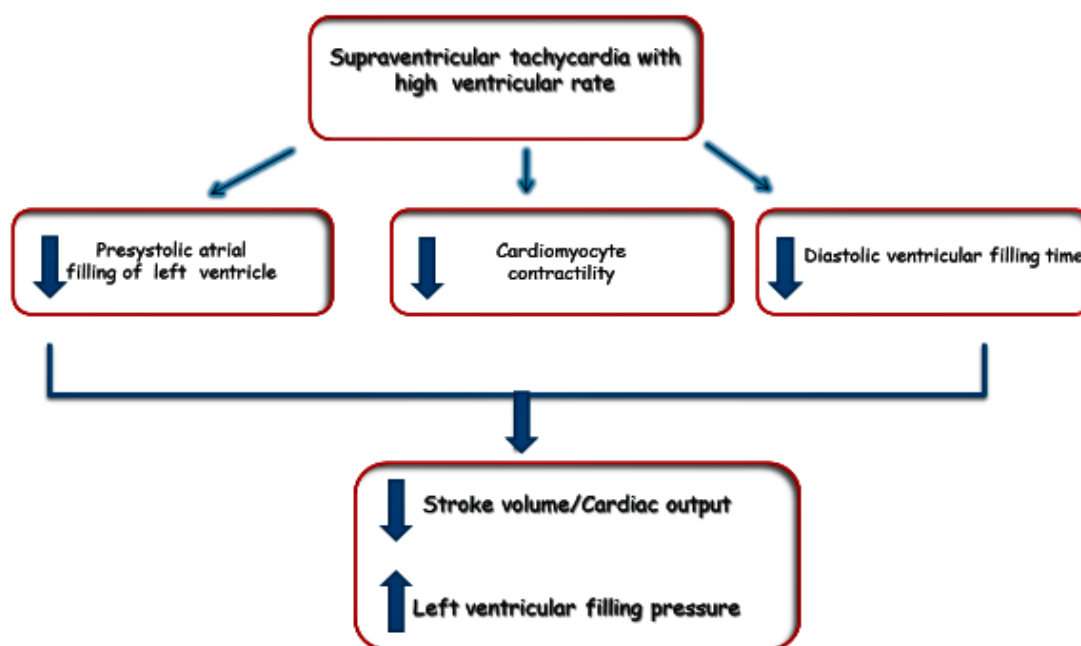 Supraventricular tachycardia with
high ventricular rate
Presystolic atrial
filling of left ventricle
Cardiomyocyte
contractility
Diastolic ventricular filling time
Stroke volume/Cardiac output
Left ventricular filling pressure